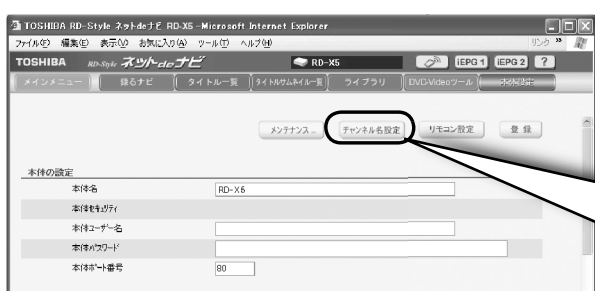 TOSHIBA RD-Style ネットdeナビ RD-X5 - Microsoft Internet Explorer
ファイル(F) 編集(E) 表示(V) お気に入り(A) ツール(T) ヘルプ(H) リンク »
TOSHIBA RD-Style ネットdeナビ RD-X5 iEPG 1 iEPG 2 ?
メインメニュー 録るナビ タイトル一覧 タイトルサムネイル一覧 ライブラリ DVD-Videoツール 本体設定
メンテナンス... チャンネル名設定 リモコン設定 登録
本体の設定
本体名 RD-X5
本体セキュリティ
本体ユーザー名
本体パスワード
本体ポート番号 80